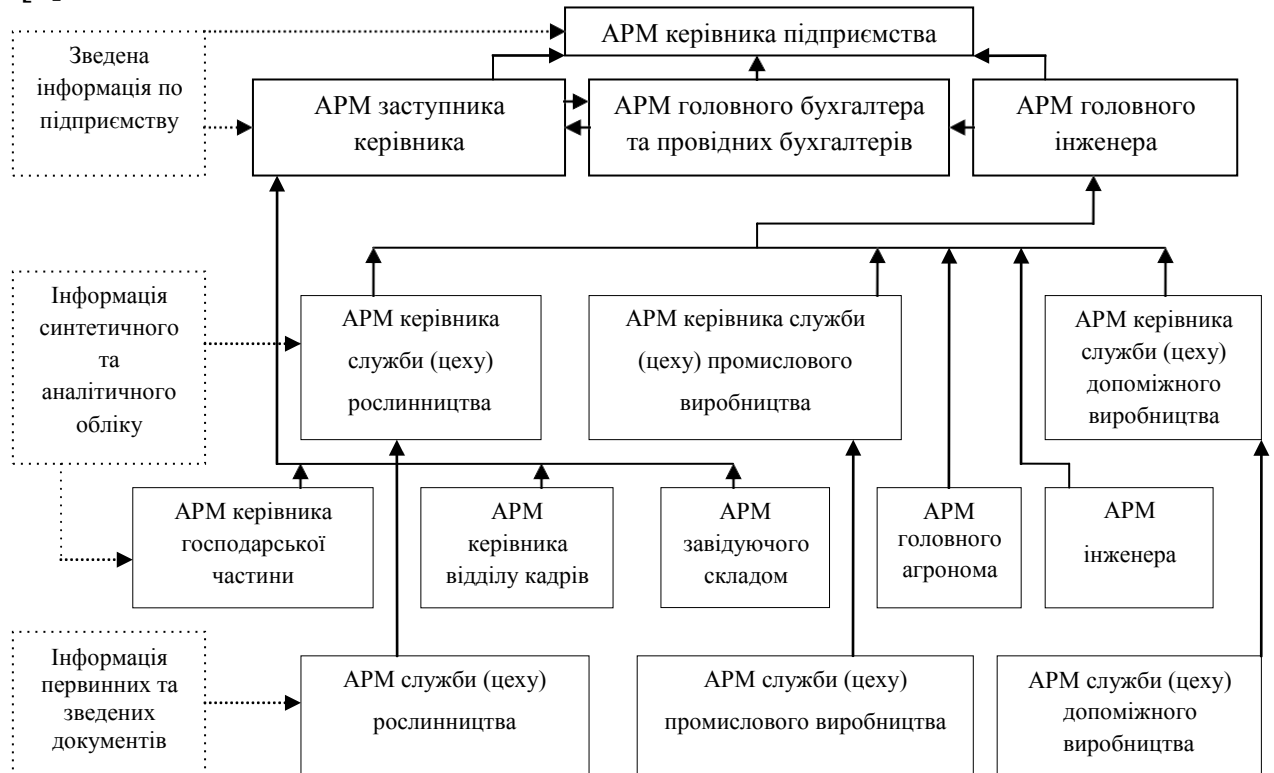 АРМ керівника підприємства
Зведена
інформація по
підприємству
АРМ заступника
керівника
АРМ головного бухгалтера
та провідних бухгалтерів
АРМ головного
інженера
Інформація
синтетичного
та
аналітичного
обліку
АРМ керівника
служби (цеху)
рослинництва
АРМ керівника служби
(цеху) промислового
виробництва
АРМ керівника
служби (цеху)
допоміжного
виробництва
АРМ керівника
господарської
частини
АРМ
керівника
відділу кадрів
АРМ
завідуючого
складом
АРМ
головного
агронома
АРМ
інженера
Інформація
первинних та
зведених
документів
АРМ служби (цеху)
рослинництва
АРМ служби (цеху)
промислового виробництва
АРМ служби (цеху)
допоміжного
виробництва